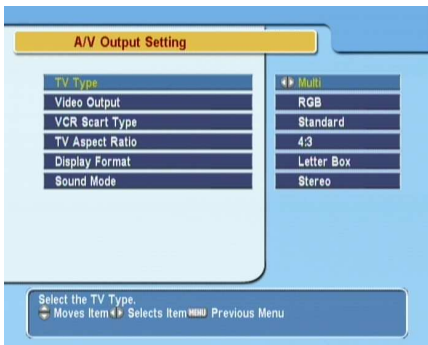 A/V Output Setting
TV Type Multi
Video Output RGB
VCR Scart Type Standard
TV Aspect Ratio 4:3
Display Format Letter Box
Sound Mode Stereo
Select the TV Type.
Moves Item Selects Item MENU Previous Menu